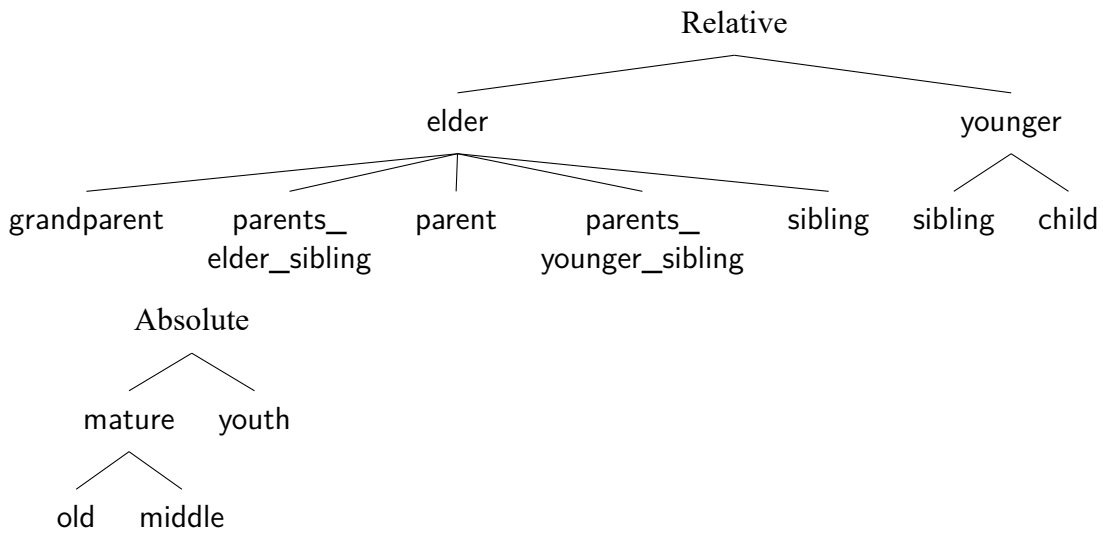 Relative
elder younger
grandparent parents_ parent parents_ sibling sibling child
elder_sibling younger_sibling
Absolute
mature youth
old middle